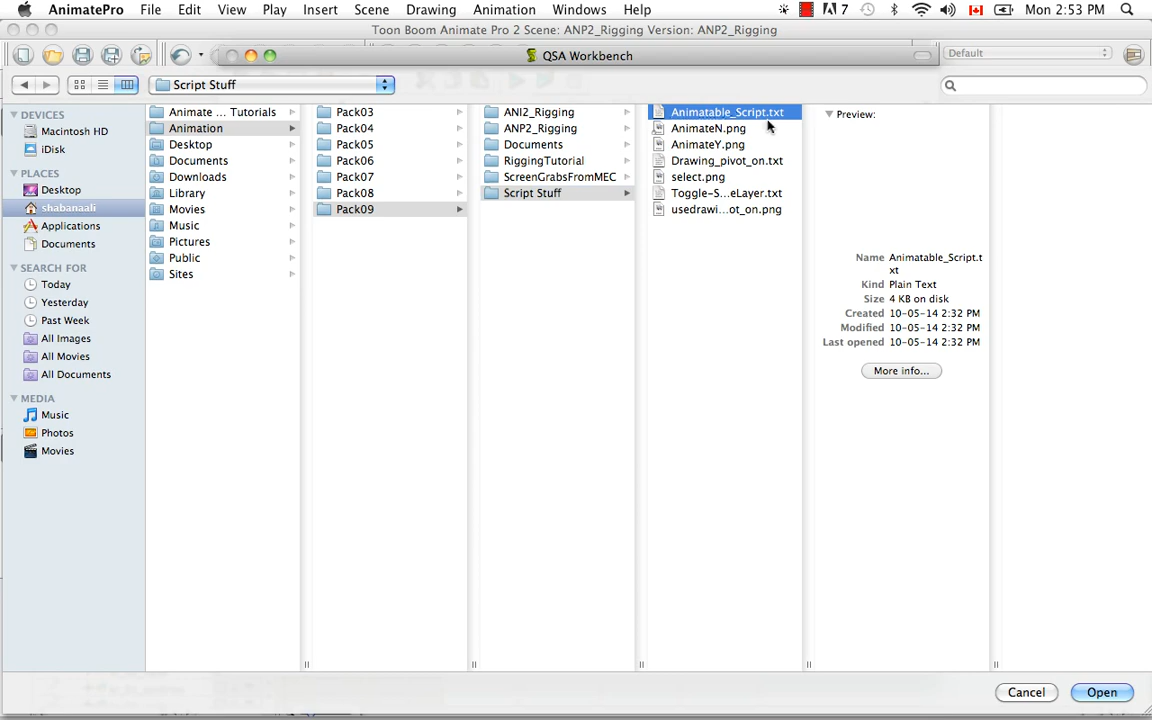 AnimatePro File Edit View Play Insert Scene Drawing Animation Windows Help 7 Mon 2:53 PM
Toon Boom Animate Pro 2 Scene: ANP2_Rigging Version: ANP2_Rigging
QSA Workbench
Default
Script Stuff
DEVICES
Macintosh HD
iDisk
PLACES
Desktop
shabanaali
Applications
Documents
SEARCH FOR
Today
Yesterday
Past Week
All Images
All Movies
All Documents
MEDIA
Music
Photos
Movies
Animate ... Tutorials
Animation
Desktop
Documents
Downloads
Library
Movies
Music
Pictures
Public
Sites
Pack03
Pack04
Pack05
Pack06
Pack07
Pack08
Pack09
ANI2_Rigging
ANP2_Rigging
Documents
RiggingTutorial
ScreenGrabsFromMEC
Script Stuff
Animatable_Script.txt
AnimateN.png
AnimateY.png
Drawing_pivot_on.txt
select.png
Toggle-S...eLayer.txt
usedrawi...ot_on.png
Preview:
Name Animatable_Script.t
xt
Kind Plain Text
Size 4 KB on disk
Created 10-05-14 2:32 PM
Modified 10-05-14 2:32 PM
Last opened 10-05-14 2:32 PM
More info...
Cancel Open